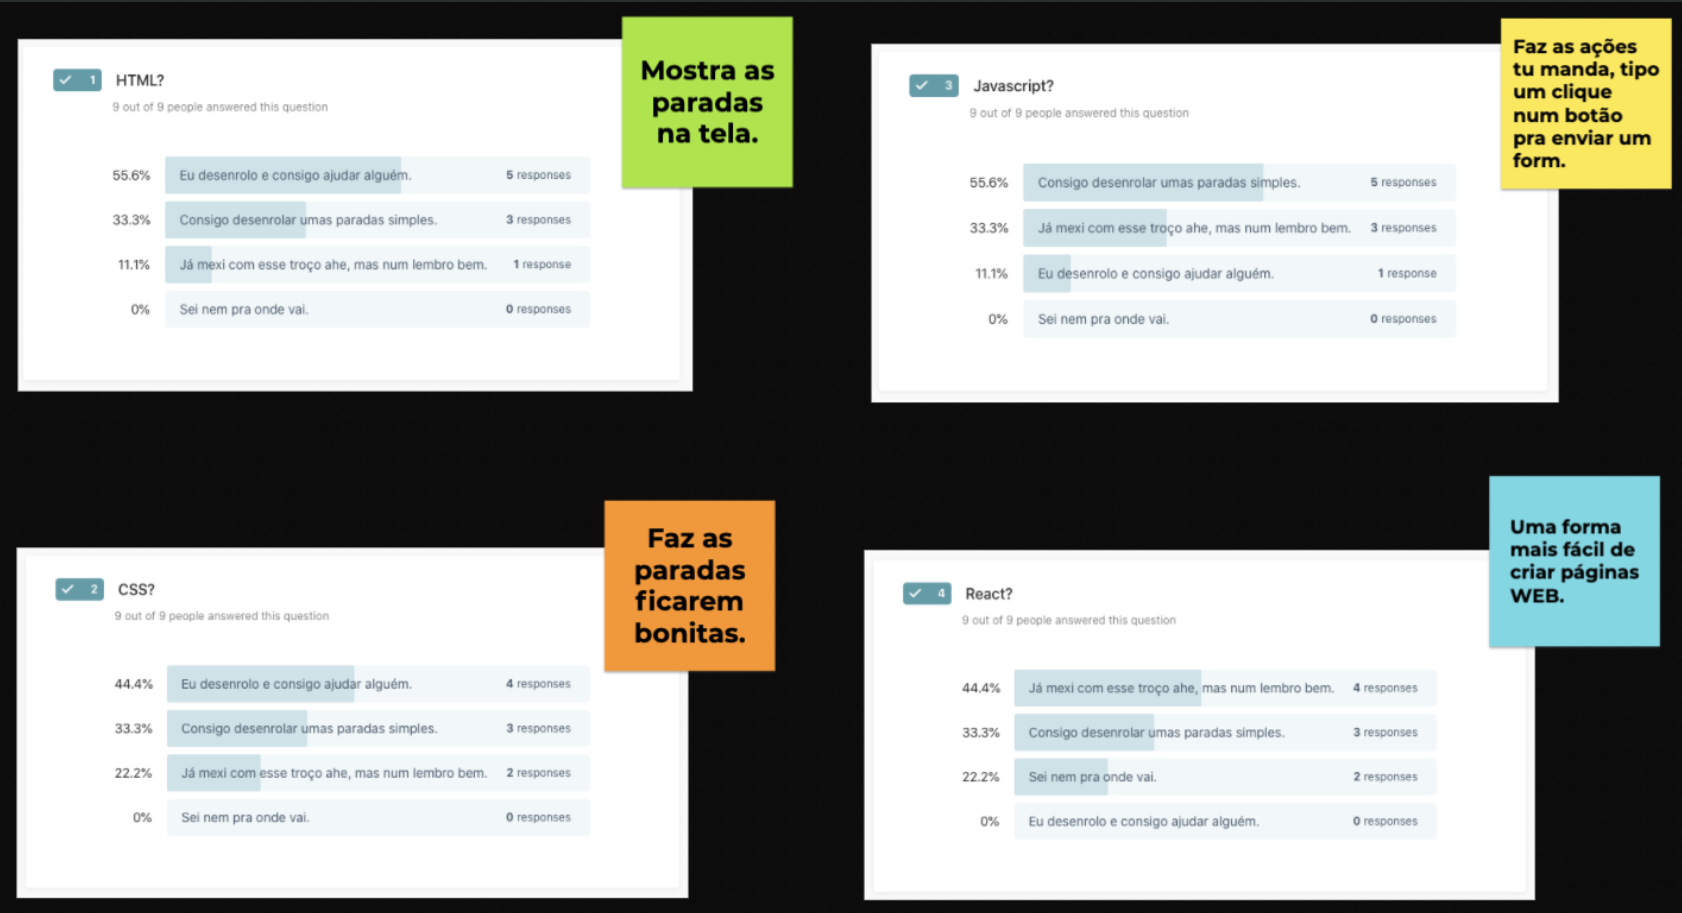 1 HTML?
9 out of 9 people answered this question
55.6% Eu desenrolo e consigo ajudar alguém. 5 responses
33.3% Consigo desenrolar umas paradas simples. 3 responses
11.1% Já mexi com esse troço ahe, mas num lembro bem. 1 response
0% Sei nem pra onde vai. 0 responses
Mostra as
paradas
na tela.
3 Javascript?
9 out of 9 people answered this question
55.6% Consigo desenrolar umas paradas simples. 5 responses
33.3% Já mexi com esse troço ahe, mas num lembro bem. 3 responses
11.1% Eu desenrolo e consigo ajudar alguém. 1 response
0% Sei nem pra onde vai. 0 responses
Faz as ações
tu manda, tipo
um clique
num botão
pra enviar um
form.
2 CSS?
9 out of 9 people answered this question
44.4% Eu desenrolo e consigo ajudar alguém. 4 responses
33.3% Consigo desenrolar umas paradas simples. 3 responses
22.2% Já mexi com esse troço ahe, mas num lembro bem. 2 responses
0% Sei nem pra onde vai. 0 responses
Faz as
paradas
ficarem
bonitas.
4 React?
9 out of 9 people answered this question
44.4% Já mexi com esse troço ahe, mas num lembro bem. 4 responses
33.3% Consigo desenrolar umas paradas simples. 3 responses
22.2% Sei nem pra onde vai. 2 responses
0% Eu desenrolo e consigo ajudar alguém. 0 responses
Uma forma
mais fácil de
criar páginas
WEB.